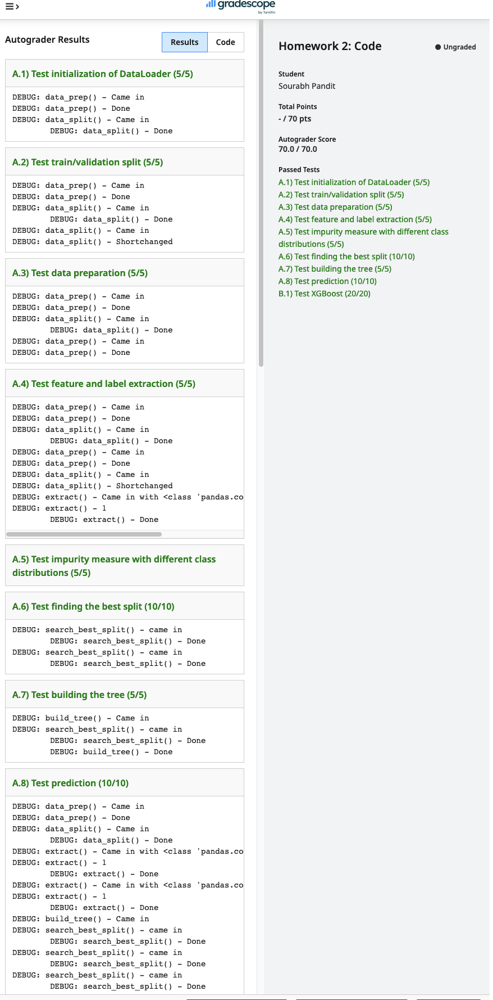 gradescope
by Turnitin
Autograder Results
Results
Code
A.1) Test initialization of DataLoader (5/5)
DEBUG: data_prep() - Came in
DEBUG: data_prep() - Done
DEBUG: data_split() - Came in
DEBUG: data_split() - Done
A.2) Test train/validation split (5/5)
DEBUG: data_prep() - Came in
DEBUG: data_prep() - Done
DEBUG: data_split() - Came in
DEBUG: data_split() - Done
DEBUG: data_split() - Came in
DEBUG: data_split() - Shortchanged
A.3) Test data preparation (5/5)
DEBUG: data_prep() - Came in
DEBUG: data_prep() - Done
DEBUG: data_split() - Came in
DEBUG: data_split() - Done
DEBUG: data_prep() - Came in
DEBUG: data_prep() - Done
A.4) Test feature and label extraction (5/5)
DEBUG: data_prep() - Came in
DEBUG: data_prep() - Done
DEBUG: data_split() - Came in
DEBUG: data_split() - Done
DEBUG: data_prep() - Came in
DEBUG: data_prep() - Done
DEBUG: data_split() - Came in
DEBUG: data_split() - Shortchanged
DEBUG: extract() - Came in with <class 'pandas.co
DEBUG: extract() - 1
DEBUG: extract() - Done
A.5) Test impurity measure with different class
distributions (5/5)
A.6) Test finding the best split (10/10)
DEBUG: search_best_split() - came in
DEBUG: search_best_split() - Done
DEBUG: search_best_split() - came in
DEBUG: search_best_split() - Done
A.7) Test building the tree (5/5)
DEBUG: build_tree() - Came in
DEBUG: search_best_split() - came in
DEBUG: search_best_split() - Done
DEBUG: build_tree() - Done
A.8) Test prediction (10/10)
DEBUG: data_prep() - Came in
DEBUG: data_prep() - Done
DEBUG: data_split() - Came in
DEBUG: data_split() - Done
DEBUG: extract() - Came in with <class 'pandas.co
DEBUG: extract() - 1
DEBUG: extract() - Done
DEBUG: extract() - Came in with <class 'pandas.co
DEBUG: extract() - 1
DEBUG: extract() - Done
DEBUG: build_tree() - Came in
DEBUG: search_best_split() - came in
DEBUG: search_best_split() - Done
DEBUG: search_best_split() - came in
DEBUG: search_best_split() - Done
DEBUG: search_best_split() - came in
DEBUG: search_best_split() - Done
Homework 2: Code
Ungraded
Student
Sourabh Pandit
Total Points
- / 70 pts
Autograder Score
70.0 / 70.0
Passed Tests
A.1) Test initialization of DataLoader (5/5)
A.2) Test train/validation split (5/5)
A.3) Test data preparation (5/5)
A.4) Test feature and label extraction (5/5)
A.5) Test impurity measure with different class
distributions (5/5)
A.6) Test finding the best split (10/10)
A.7) Test building the tree (5/5)
A.8) Test prediction (10/10)
B.1) Test XGBoost (20/20)